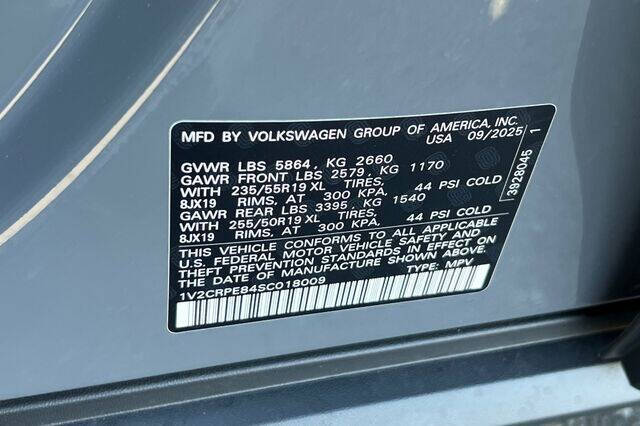 MFD BY VOLKSWAGEN GROUP OF AMERICA, INC.
USA 09/2025
GVWR LBS 5864, KG 2660
GAWR FRONT LBS 2579, KG 1170
WITH 235/55R19 XL TIRES,
8JX19 RIMS, AT 300 KPA. 44 PSI COLD
GAWR REAR LBS 3395, KG 1540
WITH 255/50R19 XL TIRES,
8JX19 RIMS, AT 300 KPA. 44 PSI COLD
THIS VEHICLE CONFORMS TO ALL APPLICABLE
U.S. FEDERAL MOTOR VEHICLE SAFETY AND
THEFT PREVENTION STANDARDS IN EFFECT ON
THE DATE OF MANUFACTURE SHOWN ABOVE.
1V2CRPE84SC018009 TYPE: MPV
3928045 1